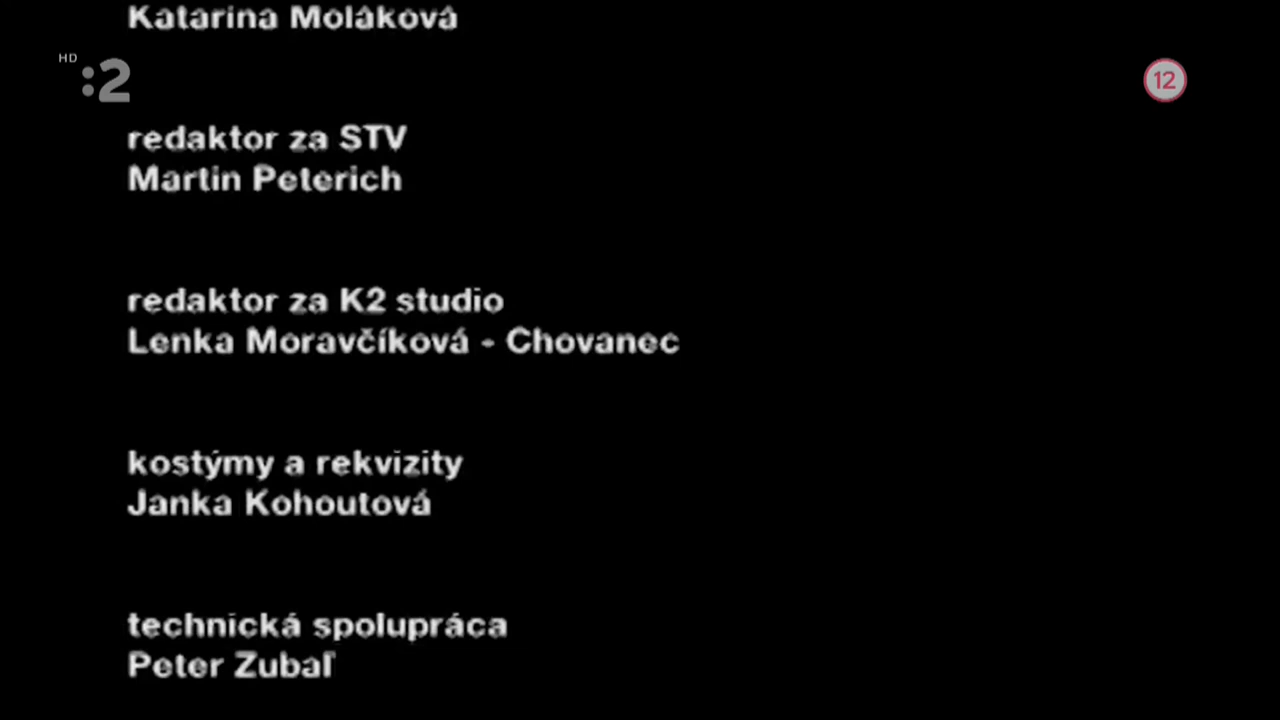 Katarína Moláková
HD
:2
12
redaktor za STV
Martin Peterich
redaktor za K2 studio
Lenka Moravčíková - Chovanec
kostýmy a rekvizity
Janka Kohoutová
technická spolupráca
Peter Zubaľ